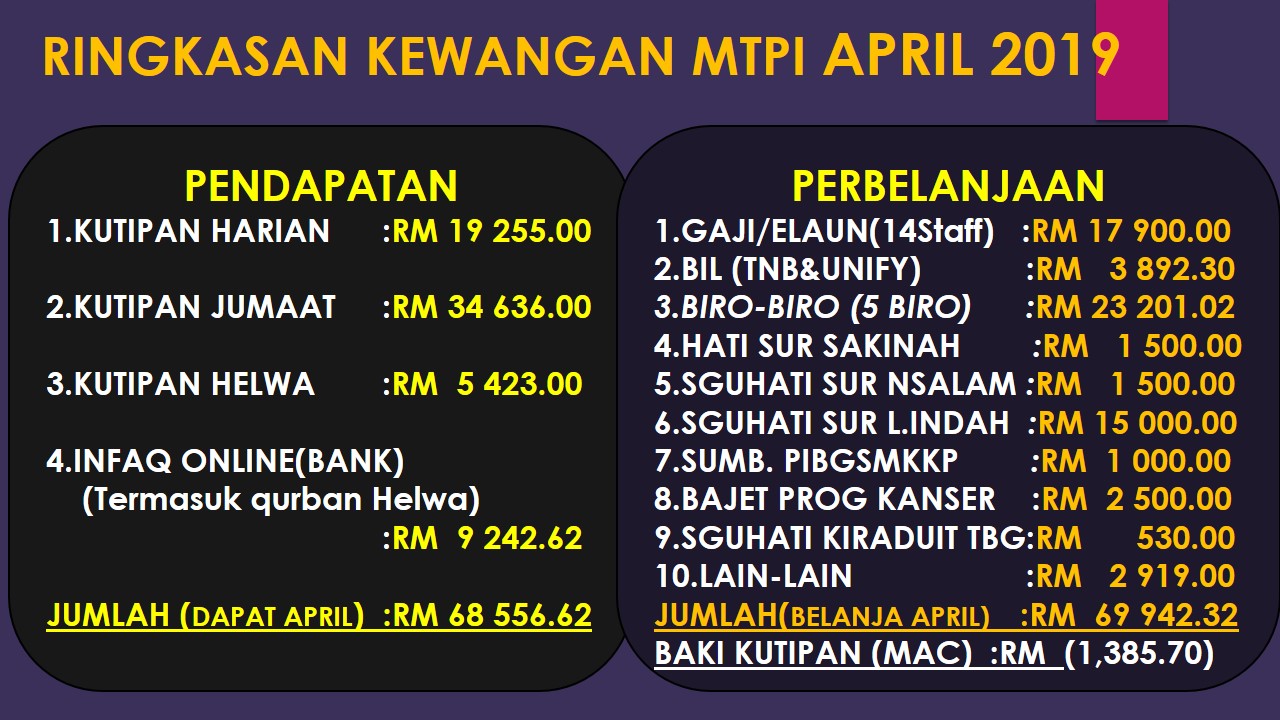 RINGKASAN KEWANGAN MTPI APRIL 2019
PENDAPATAN
1.KUTIPAN HARIAN :RM 19 255.00
2.KUTIPAN JUMAAT :RM 34 636.00
3.KUTIPAN HELWA :RM 5 423.00
4.INFAQ ONLINE(BANK)
(Termasuk qurban Helwa)
:RM 9 242.62
JUMLAH (DAPAT APRIL) :RM 68 556.62
PERBELANJAAN
1.GAJI/ELAUN(14Staff) :RM 17 900.00
2.BIL (TNB&UNIFY) :RM 3 892.30
3.BIRO-BIRO (5 BIRO) :RM 23 201.02
4.HATI SUR SAKINAH :RM 1 500.00
5.SGUHATI SUR NSALAM :RM 1 500.00
6.SGUHATI SUR L.INDAH :RM 15 000.00
7.SUMB. PIBGSMKKP :RM 1 000.00
8.BAJET PROG KANSER :RM 2 500.00
9.SGUHATI KIRADUIT TBG:RM 530.00
10.LAIN-LAIN :RM 2 919.00
JUMLAH(BELANJA APRIL) :RM 69 942.32
BAKI KUTIPAN (MAC) :RM (1,385.70)